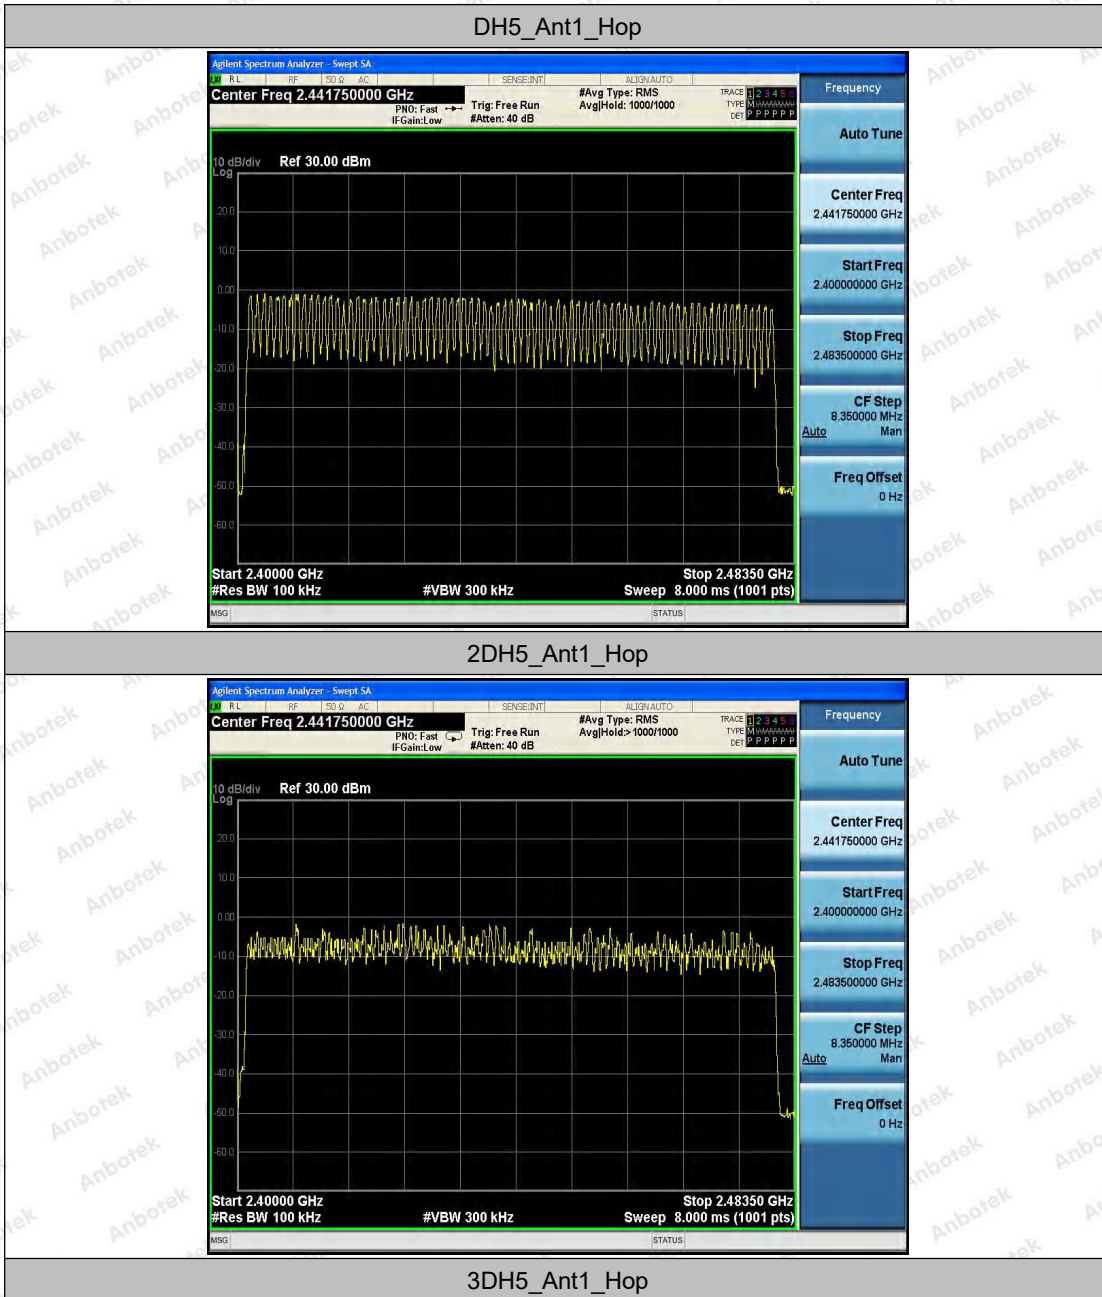 DH5_Ant1_Hop
Agilent Spectrum Analyzer - Swept SA
RL RF 50 Ω AC SENSE:INT ALIGN AUTO
Center Freq 2.441750000 GHz
PNO: Fast
IFGain:Low
Trig: Free Run
#Atten: 40 dB
#Avg Type: RMS
Avg|Hold: 1000/1000
TRACE 1 2 3 4 5 6
TYPE M
DET P P P P P P
10 dB/div
Log
Ref 30.00 dBm
20.0
10.0
0.00
-10.0
-20.0
-30.0
-40.0
-50.0
-60.0
Start 2.40000 GHz
Stop 2.48350 GHz
#Res BW 100 kHz
#VBW 300 kHz
Sweep 8.000 ms (1001 pts)
MSG
STATUS
Frequency
Auto Tune
Center Freq
2.441750000 GHz
Start Freq
2.400000000 GHz
Stop Freq
2.483500000 GHz
CF Step
8.350000 MHz
Auto Man
Freq Offset
0 Hz
2DH5_Ant1_Hop
Agilent Spectrum Analyzer - Swept SA
RL RF 50 Ω AC SENSE:INT ALIGN AUTO
Center Freq 2.441750000 GHz
PNO: Fast
IFGain:Low
Trig: Free Run
#Atten: 40 dB
#Avg Type: RMS
Avg|Hold:>1000/1000
TRACE 1 2 3 4 5 6
TYPE M
DET P P P P P P
10 dB/div
Log
Ref 30.00 dBm
20.0
10.0
0.00
-10.0
-20.0
-30.0
-40.0
-50.0
-60.0
Start 2.40000 GHz
Stop 2.48350 GHz
#Res BW 100 kHz
#VBW 300 kHz
Sweep 8.000 ms (1001 pts)
MSG
STATUS
Frequency
Auto Tune
Center Freq
2.441750000 GHz
Start Freq
2.400000000 GHz
Stop Freq
2.483500000 GHz
CF Step
8.350000 MHz
Auto Man
Freq Offset
0 Hz
3DH5_Ant1_Hop
Anbotek